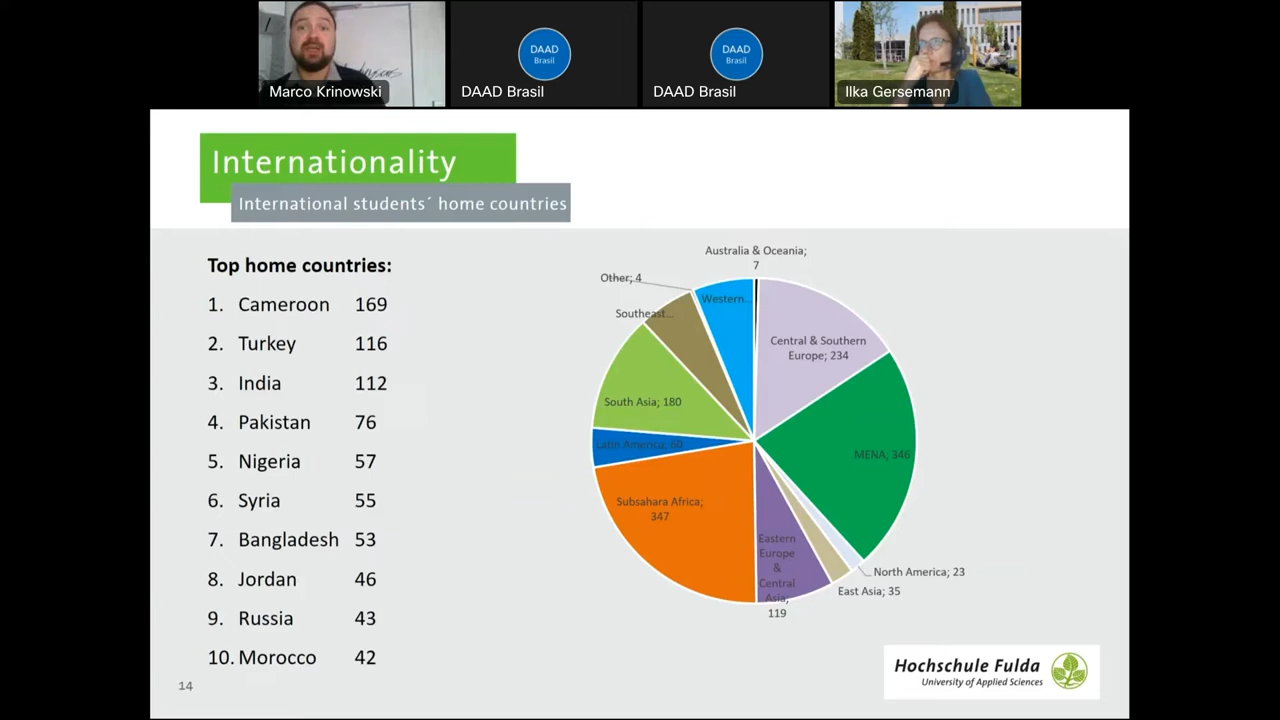 DAAD
Brasil
DAAD
Brasil
Marco Krinowski
DAAD Brasil
DAAD Brasil
Ilka Gersemann
Internationality
International students´ home countries
Top home countries:
1. Cameroon 169
2. Turkey 116
3. India 112
4. Pakistan 76
5. Nigeria 57
6. Syria 55
7. Bangladesh 53
8. Jordan 46
9. Russia 43
10. Morocco 42
Australia & Oceania;
7
Other; 4
Western...
Southeast...
Central & Southern
Europe; 234
South Asia; 180
Latin America; 60
MENA; 346
Subsahara Africa;
347
Eastern
Europe
&
Central
Asia;
119
North America; 23
East Asia; 35
Hochschule Fulda
University of Applied Sciences
14